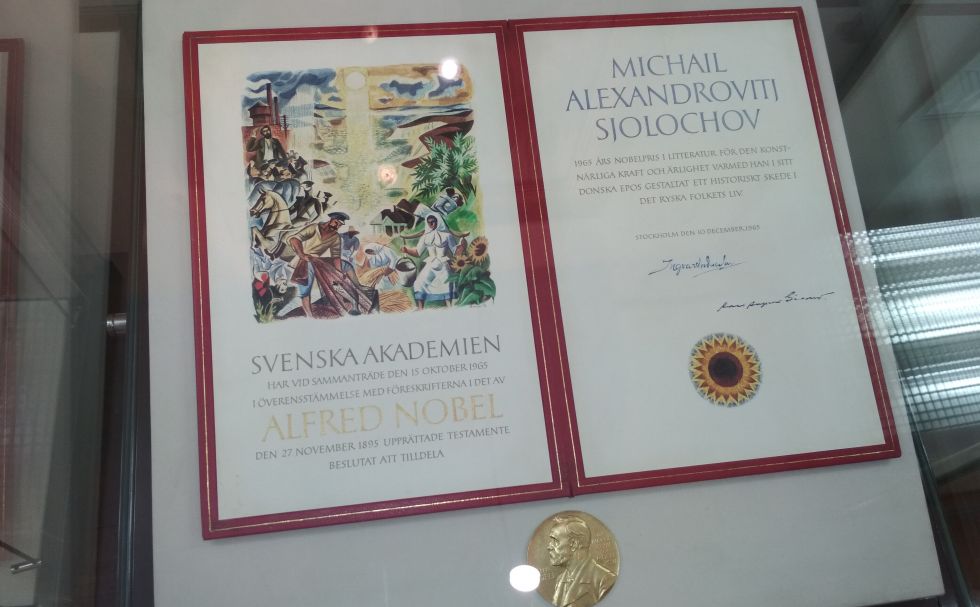 SVENSKA AKADEMIEN
HAR VID SAMMANTRÄDE DEN 15 OKTOBER 1965
I ÖVERENSSTÄMMELSE MED FÖRESKRIFTERNA I DET AV
ALFRED NOBEL
DEN 27 NOVEMBER 1895 UPPRÄTTADE TESTAMENTE
BESLUTAT ATT TILLDELA
MICHAIL
ALEXANDROVITJ
SJOLOCHOV
1965 ÅRS NOBELPRIS I LITTERATUR FÖR DEN KONST-
NÄRLIGA KRAFT OCH ÄRLIGHET VARMED HAN I SITT
DONSKA EPOS GESTALTAT ETT HISTORISKT SKEDE I
DET RYSKA FOLKETS LIV
STOCKHOLM DEN 10 DECEMBER, 1965